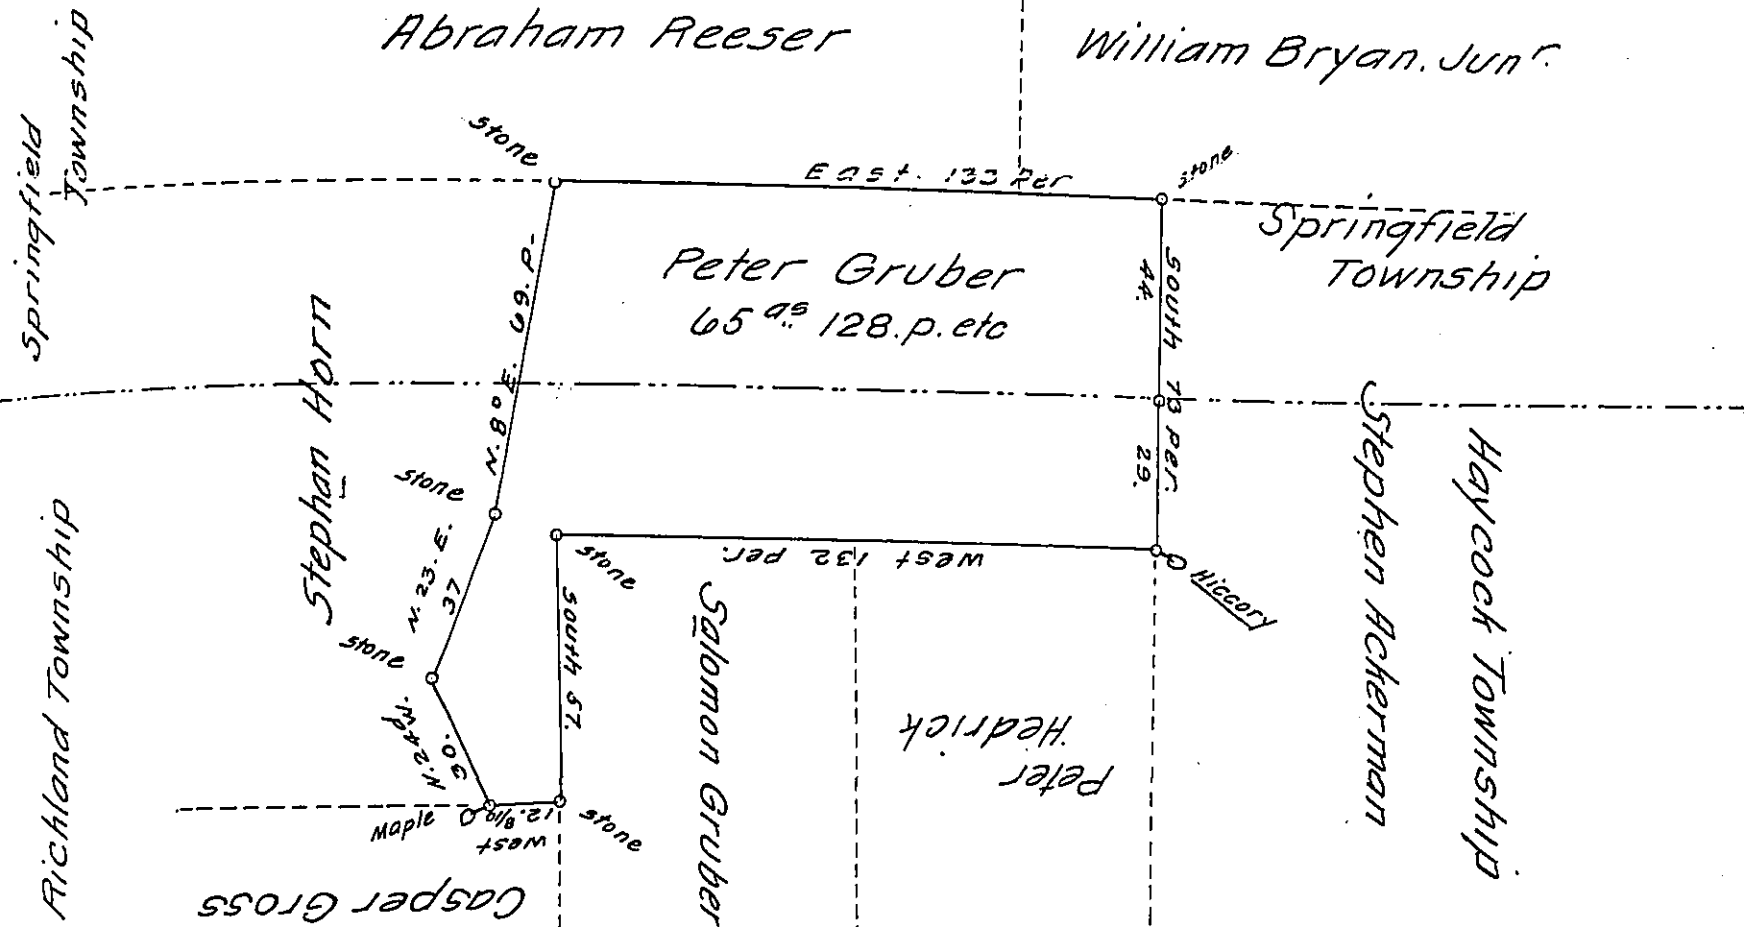 Abraham Reeser
William Bryan. Junr.
Springfield
Township
stone
East. 133 Per
stone
Springfield
Township
Peter Gruber
65 as 128.p.etc
South 73 Per.
44.
29.
N. 8° E. 69. P.
Stephan Horn
stone
N. 23. E.
37
stone
N. 24 W.
30.
West 132 Per.
stone
Hiccory
South 57.
Salomon Gruber
Peter
Hedrick
Stephen Ackerman
Haycock Township
Richland Township
Maple
West
12. 8/10
stone
Casper Gross